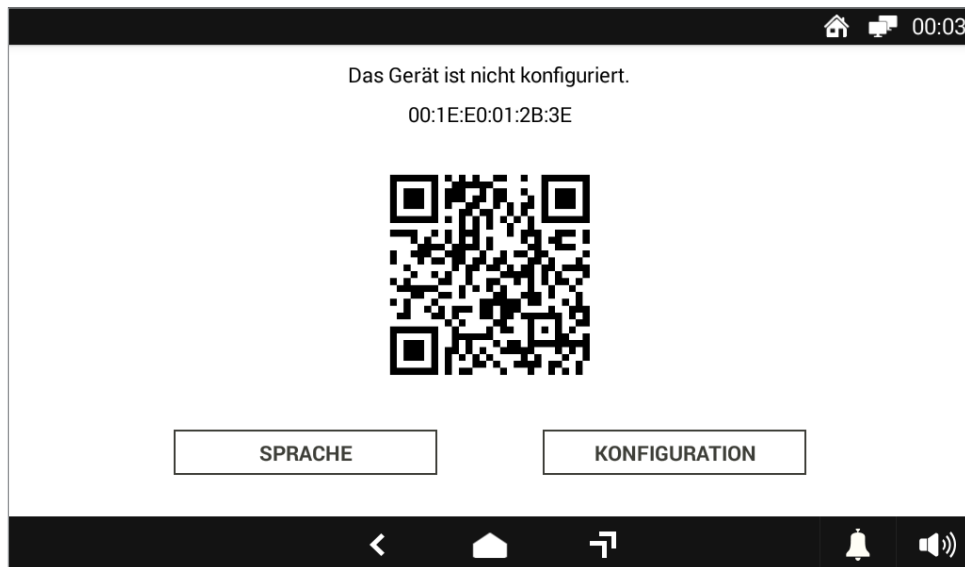 00:03
Das Gerät ist nicht konfiguriert.
00:1E:E0:01:2B:3E
SPRACHE
KONFIGURATION